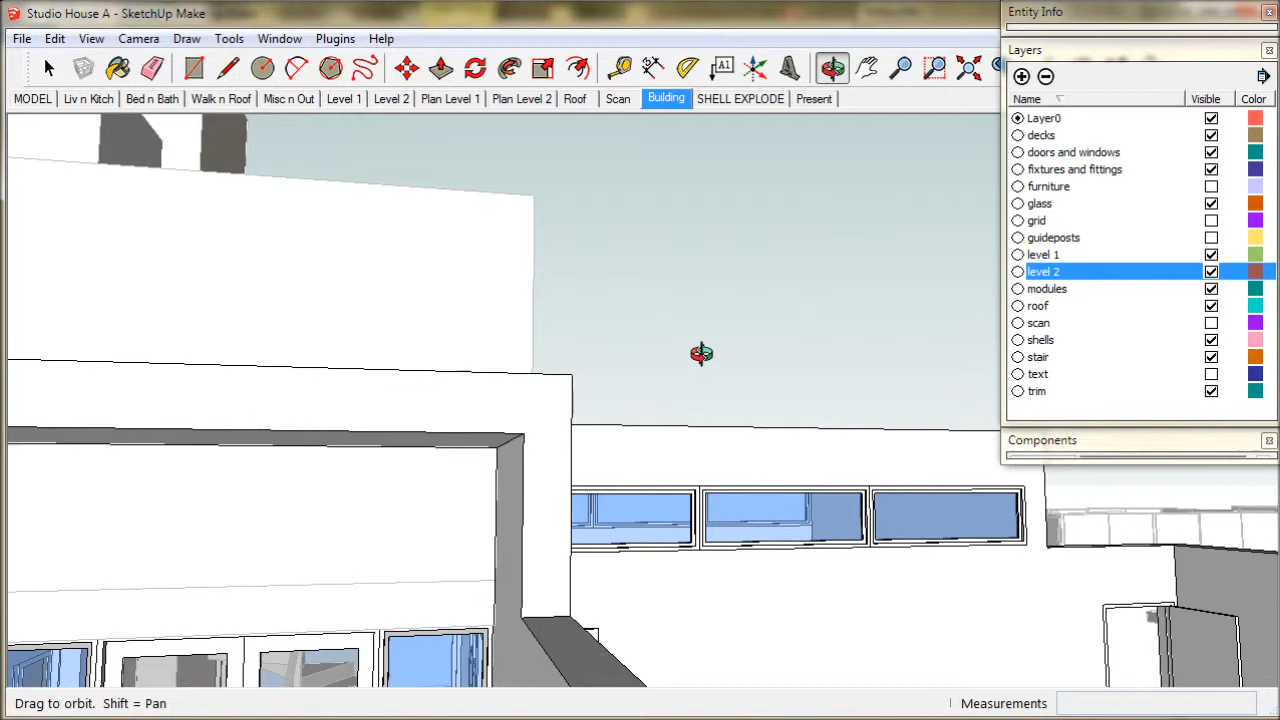 Studio House A - SketchUp Make
Entity Info
File Edit View Camera Draw Tools Window Plugins Help
Layers
A1
MODEL Liv n Kitch Bed n Bath Walk n Roof Misc n Out Level 1 Level 2 Plan Level 1 Plan Level 2 Roof Scan Building SHELL EXPLODE Present
Name Visible Color
Layer0
decks
doors and windows
fixtures and fittings
furniture
glass
grid
guideposts
level 1
level 2
modules
roof
scan
shells
stair
text
trim
Components
Drag to orbit. Shift = Pan
Measurements